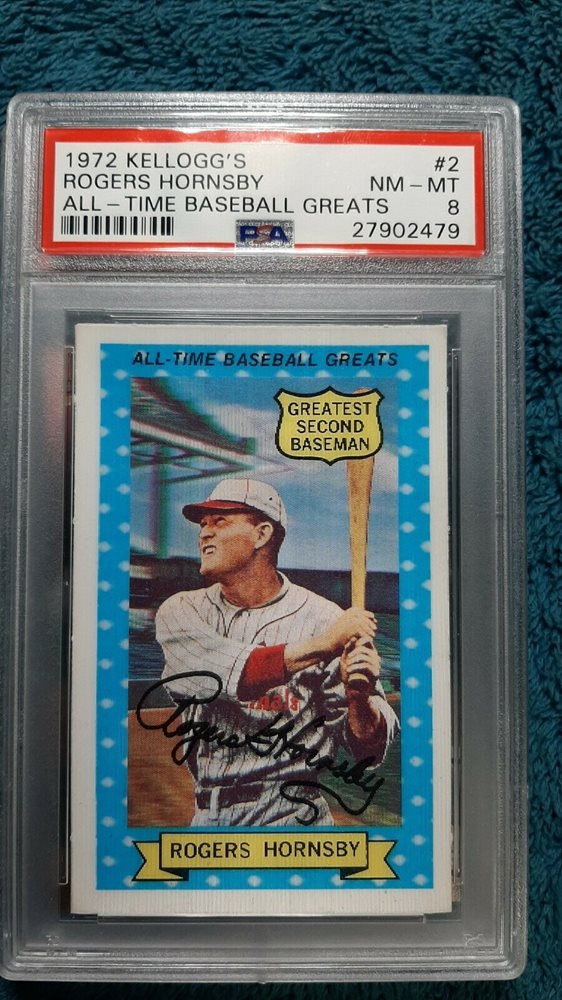 1972 KELLOGG'S #2
ROGERS HORNSBY NM – MT
ALL – TIME BASEBALL GREATS 8
PSA 27902479
ALL-TIME BASEBALL GREATS
GREATEST
SECOND
BASEMAN
Rogers Hornsby
ROGERS HORNSBY